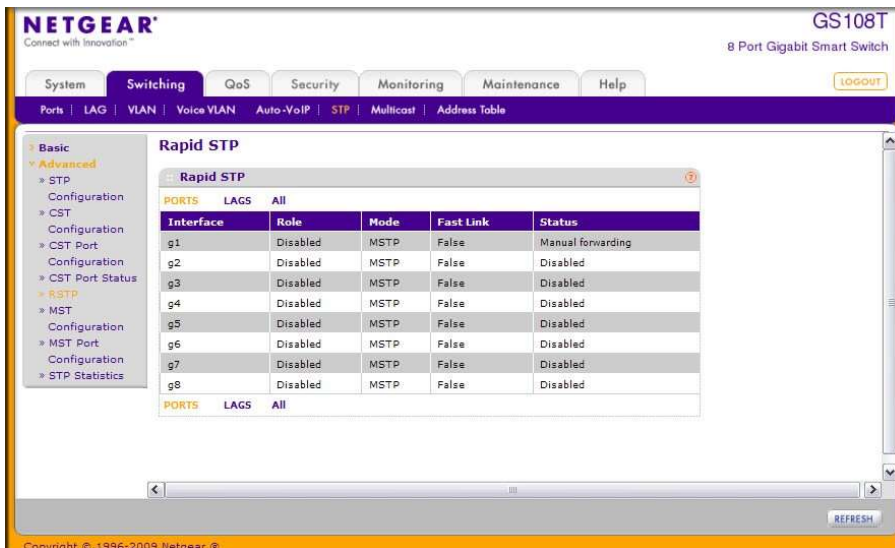 NETGEAR®
Connect with Innovation™
GS108T
8 Port Gigabit Smart Switch
System Switching QoS Security Monitoring Maintenance Help LOGOUT
Ports | LAG | VLAN | Voice VLAN Auto-VoIP | STP | Multicast | Address Table
Basic
Advanced
» STP
Configuration
» CST
Configuration
» CST Port
Configuration
» CST Port Status
» RSTP
» MST
Configuration
» MST Port
Configuration
» STP Statistics
Rapid STP
Rapid STP ?
PORTS LAGS All
Interface Role Mode Fast Link Status
g1 Disabled MSTP False Manual forwarding
g2 Disabled MSTP False Disabled
g3 Disabled MSTP False Disabled
g4 Disabled MSTP False Disabled
g5 Disabled MSTP False Disabled
g6 Disabled MSTP False Disabled
g7 Disabled MSTP False Disabled
g8 Disabled MSTP False Disabled
PORTS LAGS All
REFRESH
Copyright © 1996-2009 Netgear ®